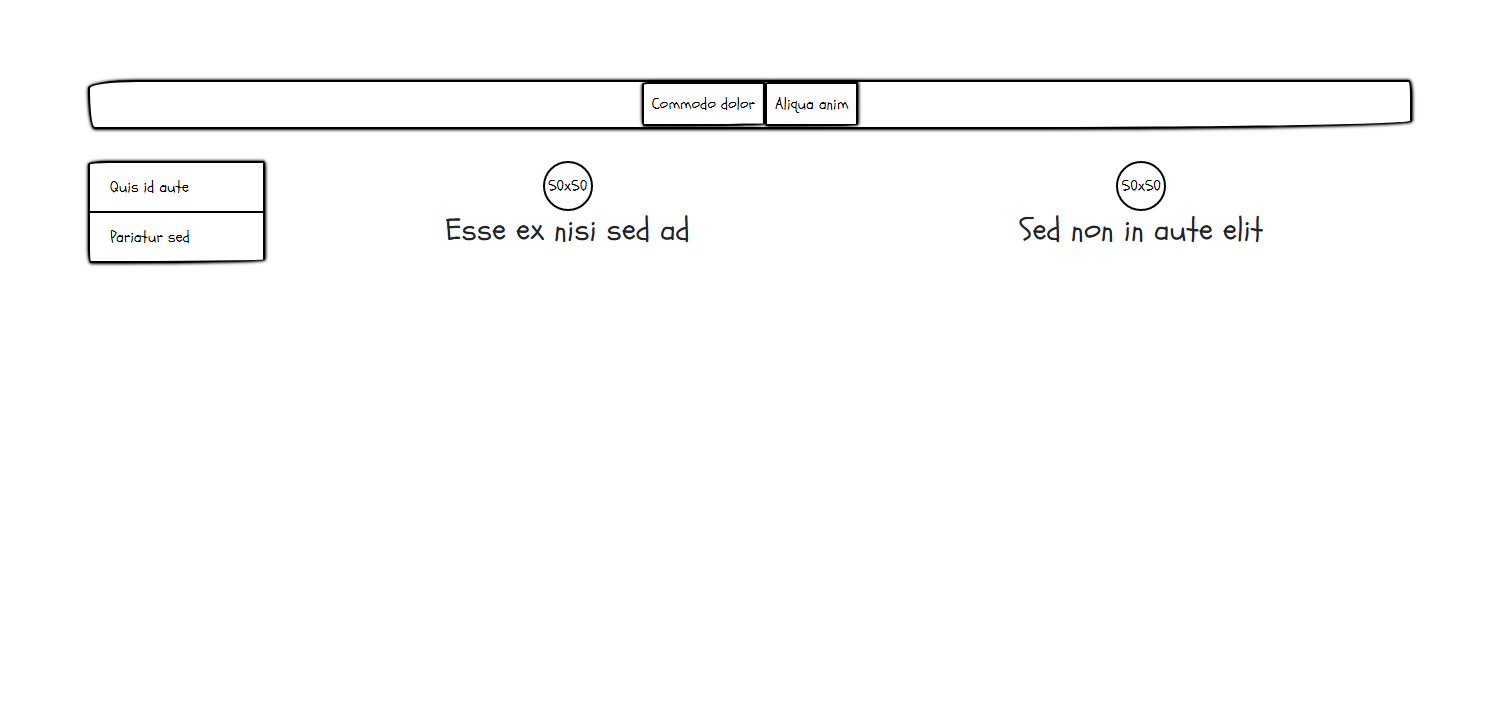 Commodo dolor
Aliqua anim
Quis id aute
Pariatur sed
50x50
Esse ex nisi sed ad
50x50
Sed non in aute elit